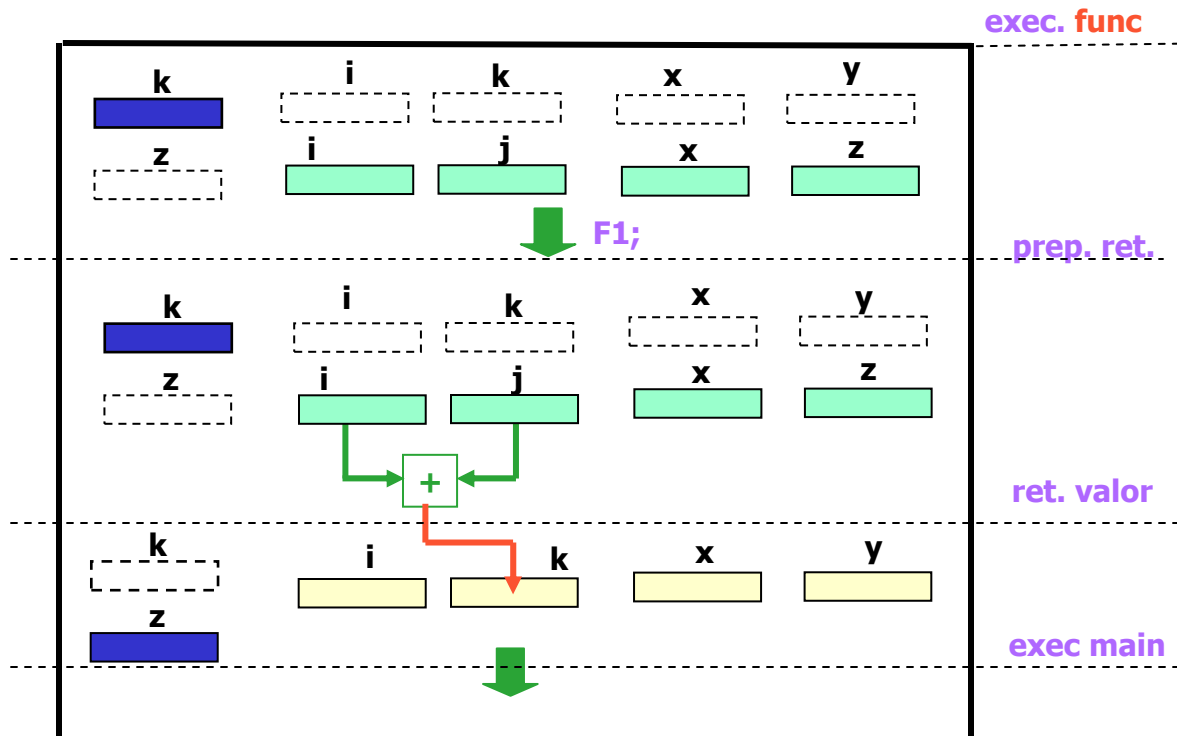 exec. func
k i k x y
z i j x z
F1;
prep. ret.
k i k x y
z i j x z
+
ret. valor
k i k x y
z
exec main